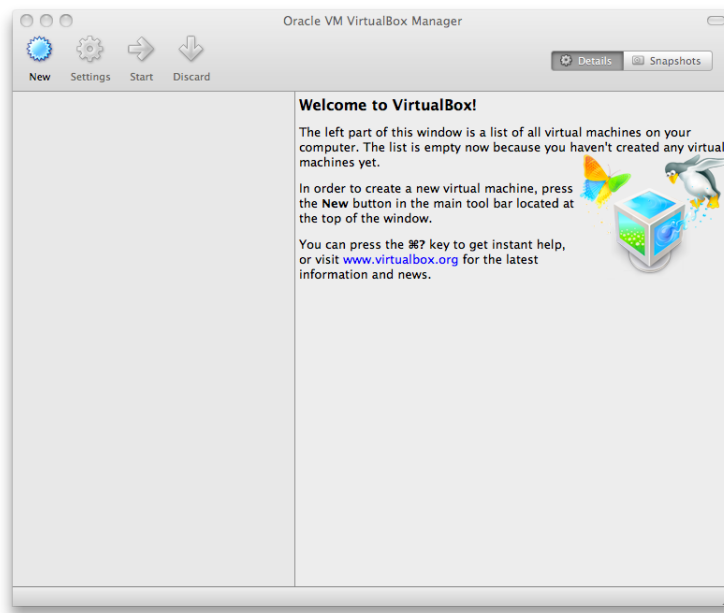 Oracle VM VirtualBox Manager
New Settings Start Discard
Details Snapshots
Welcome to VirtualBox!
The left part of this window is a list of all virtual machines on your
computer. The list is empty now because you haven't created any virtual
machines yet.
In order to create a new virtual machine, press
the New button in the main tool bar located at
the top of the window.
You can press the ⌘? key to get instant help,
or visit www.virtualbox.org for the latest
information and news.